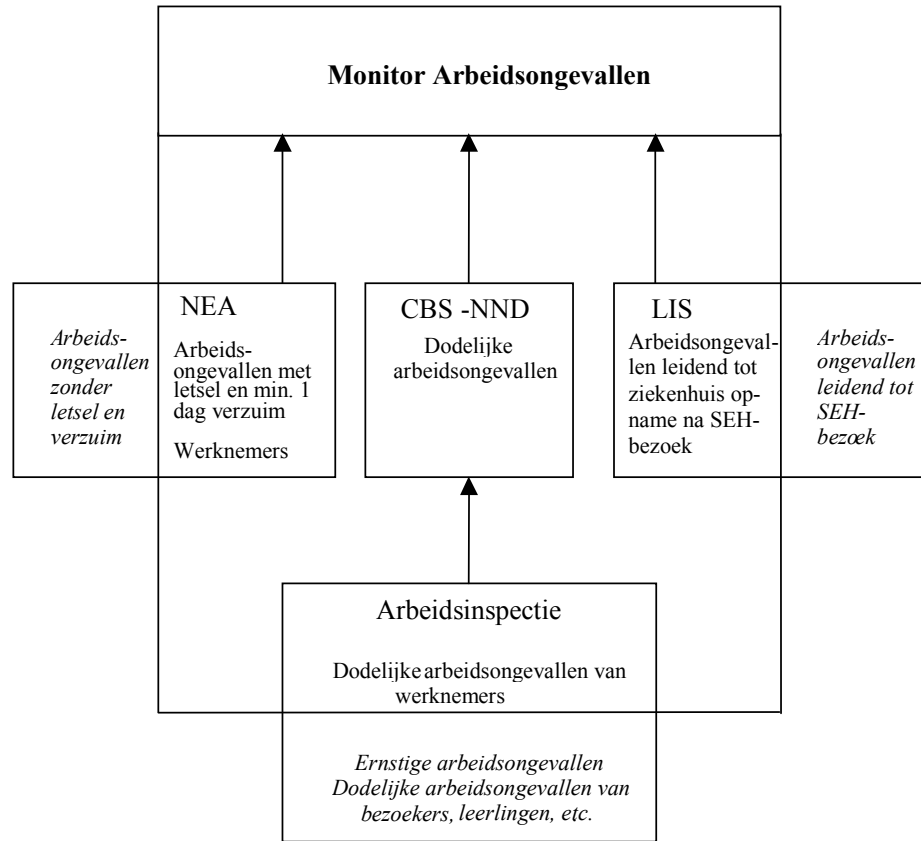 Monitor Arbeidsongevallen
Arbeids-
ongevallen
zonder
letsel en
verzuim
NEA
Arbeids-
ongevallen met
letsel en min. 1
dag verzuim
Werknemers
CBS -NND
Dodelijke
arbeidsongevallen
LIS
Arbeidsongeval-
len leidend tot
ziekenhuis op-
name na SEH-
bezoek
Arbeids-
ongevallen
leidend tot
SEH-
bezoek
Arbeidsinspectie
Dodelijke arbeidsongevallen van
werknemers
Ernstige arbeidsongevallen
Dodelijke arbeidsongevallen van
bezoekers, leerlingen, etc.